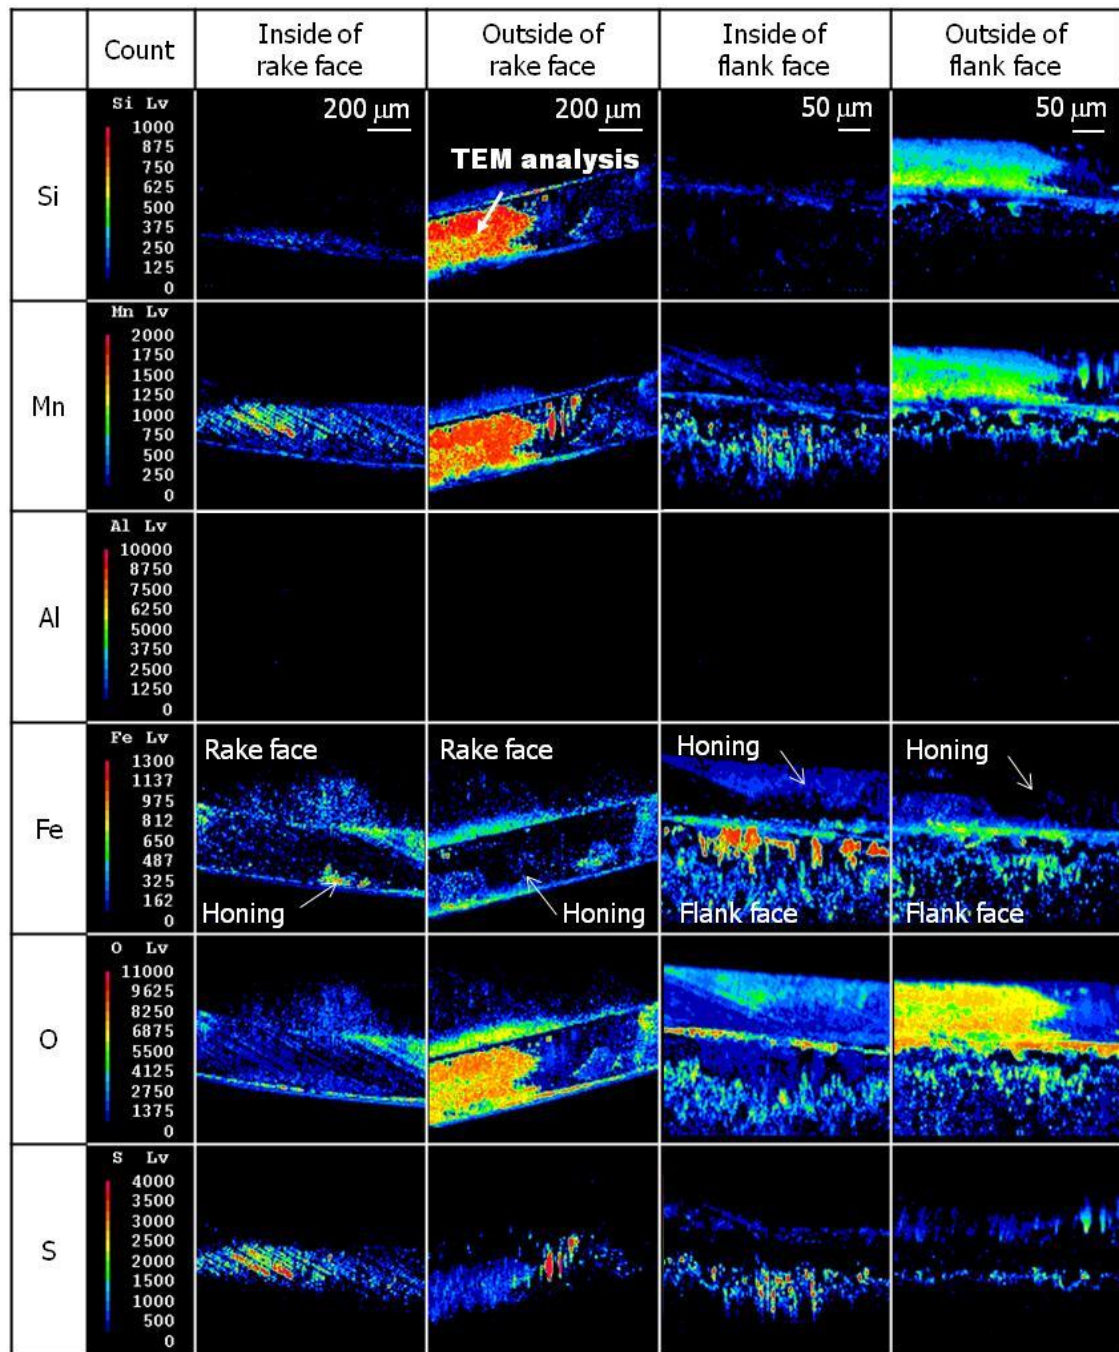 Count
Inside of
rake face
Outside of
rake face
Inside of
flank face
Outside of
flank face
Si
Si Lv
1000
875
750
625
500
375
250
125
0
200 μm
200 μm
TEM analysis
50 μm
50 μm
Mn
Mn Lv
2000
1750
1500
1250
1000
750
500
250
0
Al
Al Lv
10000
8750
7500
6250
5000
3750
2500
1250
0
Fe
Fe Lv
1300
1137
975
812
650
487
325
162
0
Rake face
Honing
Rake face
Honing
Honing
Flank face
Honing
Flank face
O
O Lv
11000
9625
8250
6875
5500
4125
2750
1375
0
S
S Lv
4000
3500
3000
2500
2000
1500
1000
500
0